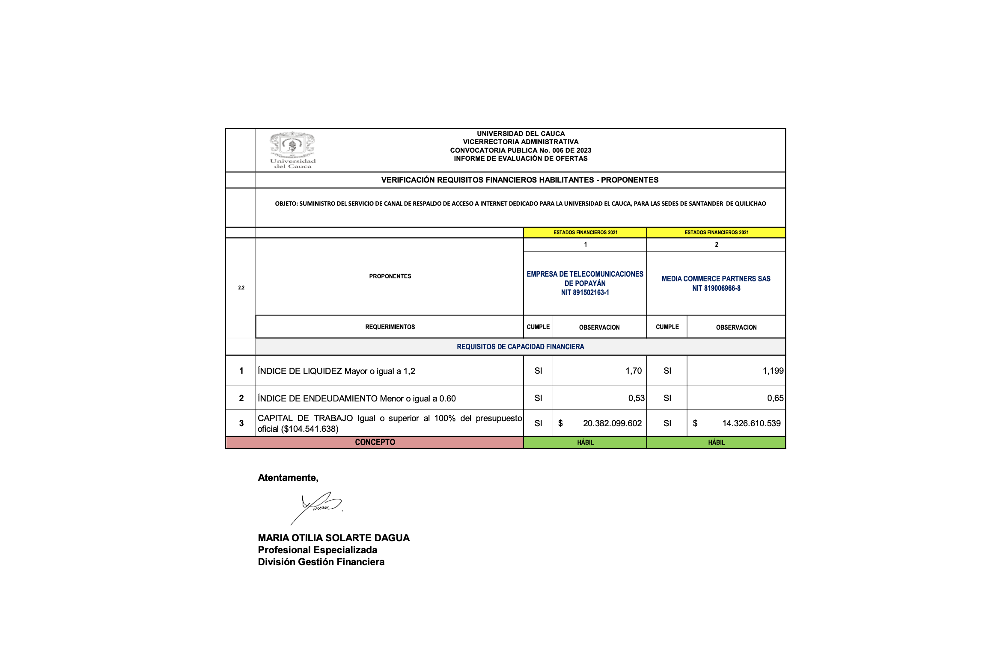 Universidad
del Cauca
UNIVERSIDAD DEL CAUCA
VICERRECTORIA ADMINISTRATIVA
CONVOCATORIA PUBLICA No. 006 DE 2023
INFORME DE EVALUACIÓN DE OFERTAS
VERIFICACIÓN REQUISITOS FINANCIEROS HABILITANTES - PROPONENTES
OBJETO: SUMINISTRO DEL SERVICIO DE CANAL DE RESPALDO DE ACCESO A INTERNET DEDICADO PARA LA UNIVERSIDAD EL CAUCA, PARA LAS SEDES DE SANTANDER DE QUILICHAO
ESTADOS FINANCIEROS 2021 ESTADOS FINANCIEROS 2021
1 2
2.2
PROPONENTES
EMPRESA DE TELECOMUNICACIONES
DE POPAYÁN
NIT 891502163-1
MEDIA COMMERCE PARTNERS SAS
NIT 819006966-8
REQUERIMIENTOS CUMPLE OBSERVACION CUMPLE OBSERVACION
REQUISITOS DE CAPACIDAD FINANCIERA
1 ÍNDICE DE LIQUIDEZ Mayor o igual a 1,2 SI 1,70 SI 1,199
2 ÍNDICE DE ENDEUDAMIENTO Menor o igual a 0.60 SI 0,53 SI 0,65
3 CAPITAL DE TRABAJO Igual o superior al 100% del presupuesto
oficial ($104.541.638) SI $ 20.382.099.602 SI $ 14.326.610.539
CONCEPTO HÁBIL HÁBIL
Atentamente,
MARIA OTILIA SOLARTE DAGUA
Profesional Especializada
División Gestión Financiera